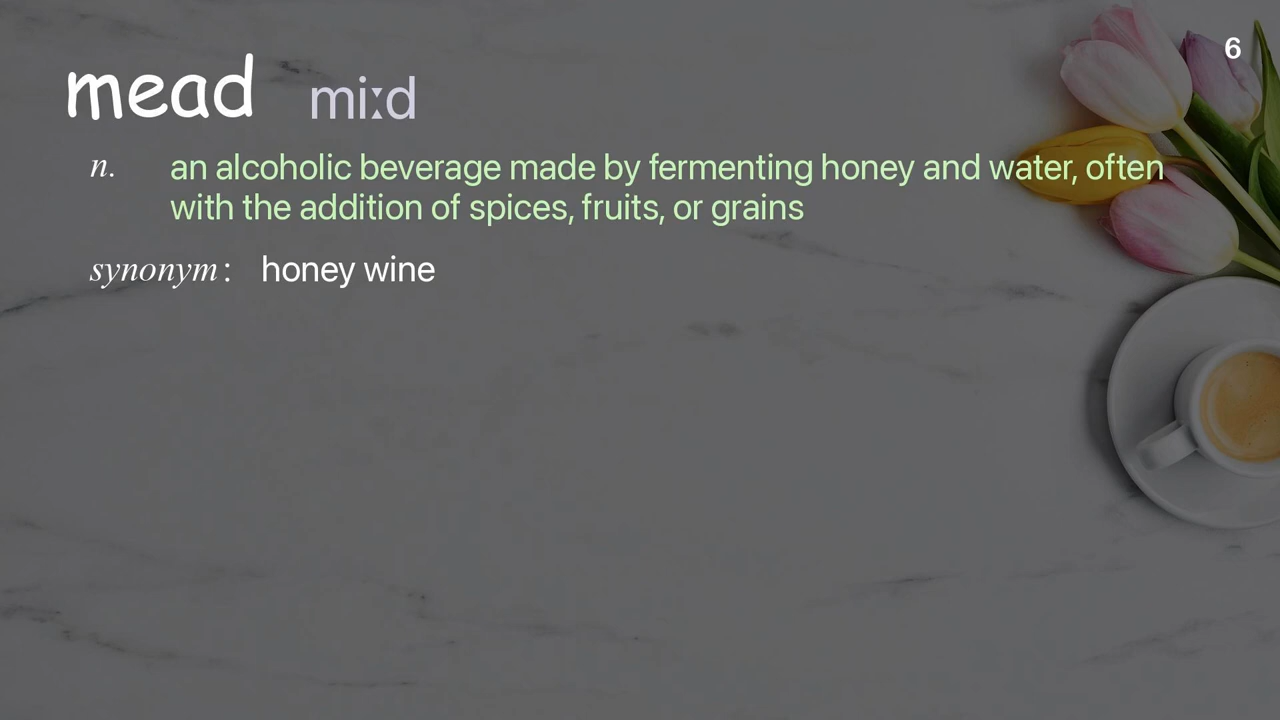 6
mead miːd
n. an alcoholic beverage made by fermenting honey and water, often
with the addition of spices, fruits, or grains
synonym: honey wine